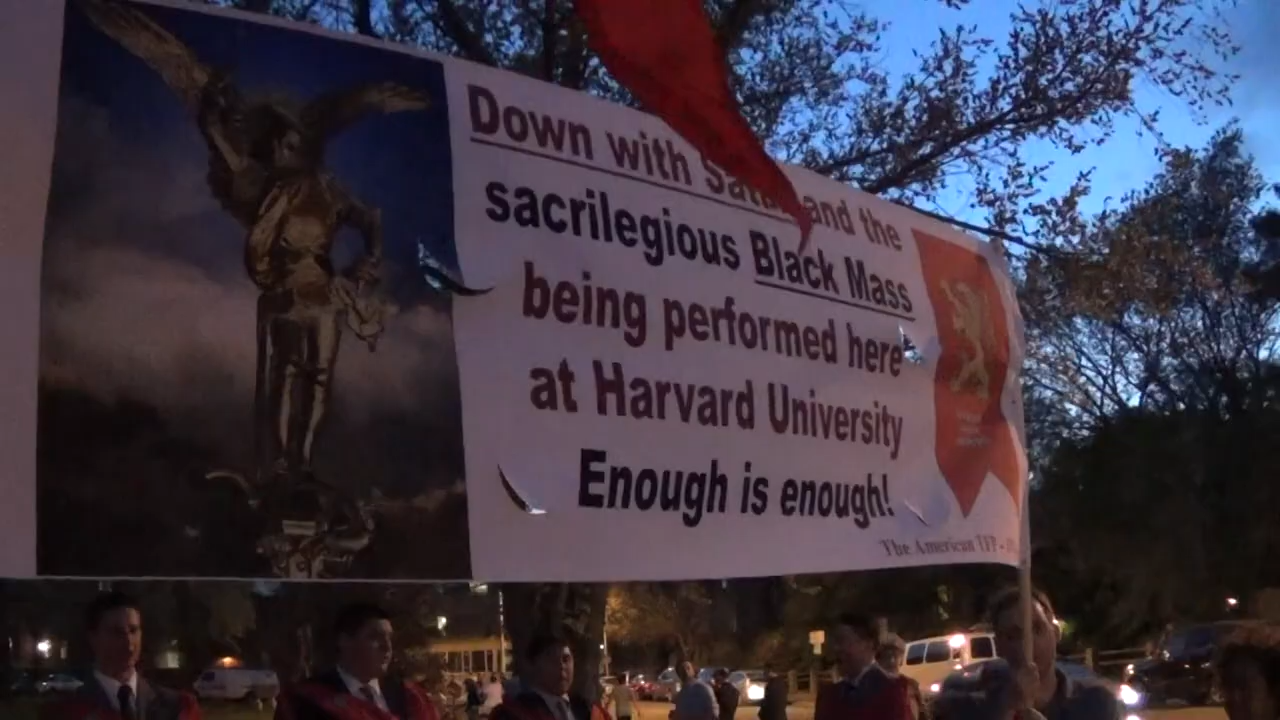 Down with Satan and the
sacrilegious Black Mass
being performed here
at Harvard University
Enough is enough!
The American TFP -